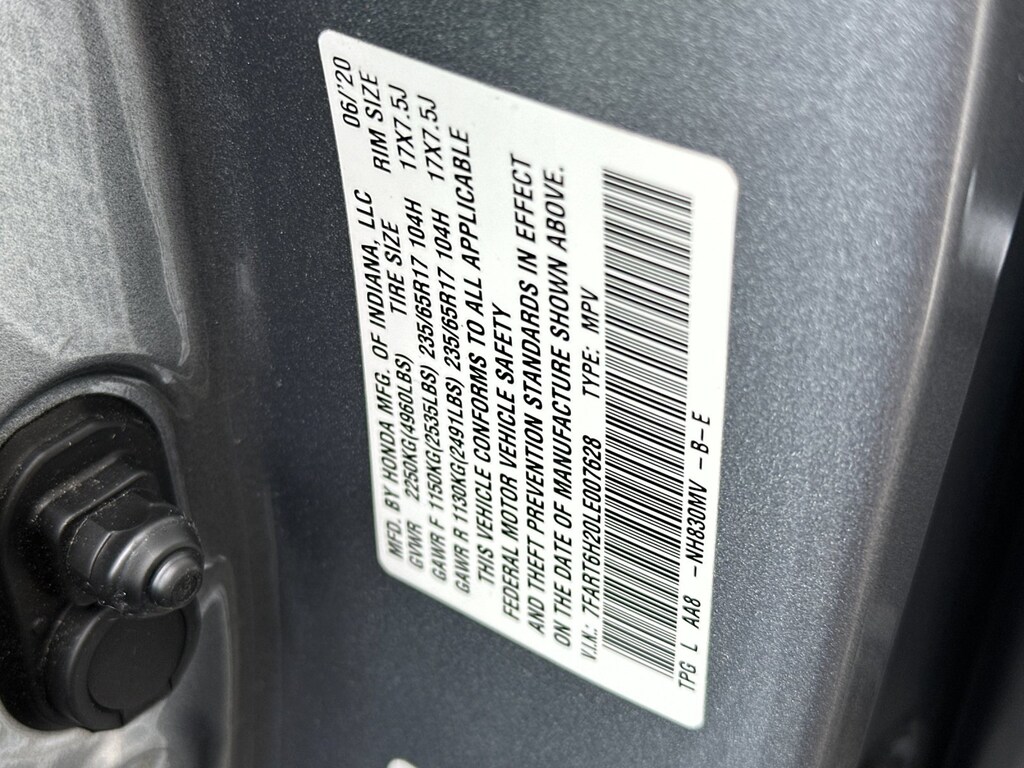 MFD. BY HONDA MFG. OF INDIANA, LLC 06/'20
GVWR 2250KG(4960LBS) TIRE SIZE RIM SIZE
GAWR F 1150KG(2535LBS) 235/65R17 104H 17X7.5J
GAWR R 1130KG(2491LBS) 235/65R17 104H 17X7.5J
THIS VEHICLE CONFORMS TO ALL APPLICABLE
FEDERAL MOTOR VEHICLE SAFETY
AND THEFT PREVENTION STANDARDS IN EFFECT
ON THE DATE OF MANUFACTURE SHOWN ABOVE.
V.I.N.: 7FART6H20LE007628 TYPE: MPV
TPG L AA8 -NH830MV -B-E